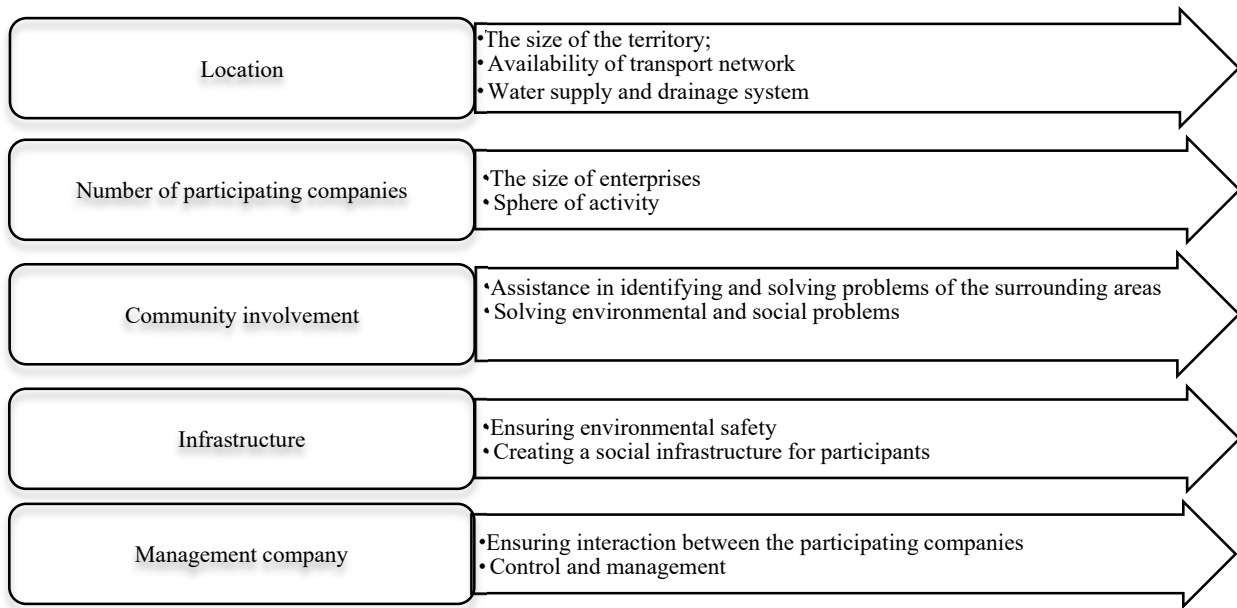 Location
•The size of the territory;
•Availability of transport network
•Water supply and drainage system
Number of participating companies
•The size of enterprises
•Sphere of activity
Community involvement
•Assistance in identifying and solving problems of the surrounding areas
•Solving environmental and social problems
Infrastructure
•Ensuring environmental safety
•Creating a social infrastructure for participants
Management company
•Ensuring interaction between the participating companies
•Control and management